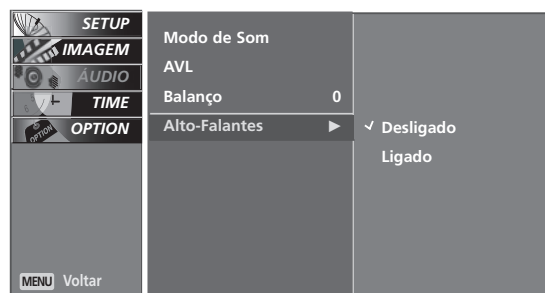 SETUP
IMAGEM
ÁUDIO
TIME
OPTION
MENU Voltar
Modo de Som
AVL
Balanço 0
Alto-Falantes ►
✓ Desligado
Ligado